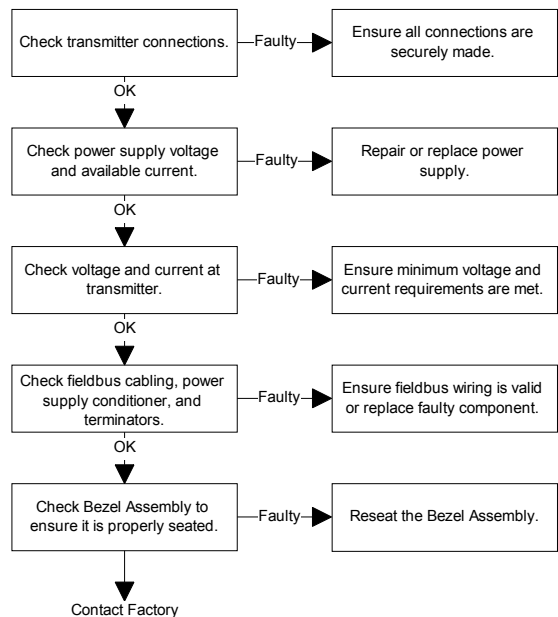 Check transmitter connections.
Faulty
Ensure all connections are
securely made.
OK
Check power supply voltage
and available current.
Faulty
Repair or replace power
supply.
OK
Check voltage and current at
transmitter.
Faulty
Ensure minimum voltage and
current requirements are met.
OK
Check fieldbus cabling, power
supply conditioner, and
terminators.
Faulty
Ensure fieldbus wiring is valid
or replace faulty component.
OK
Check Bezel Assembly to
ensure it is properly seated.
Faulty
Reseat the Bezel Assembly.
Contact Factory